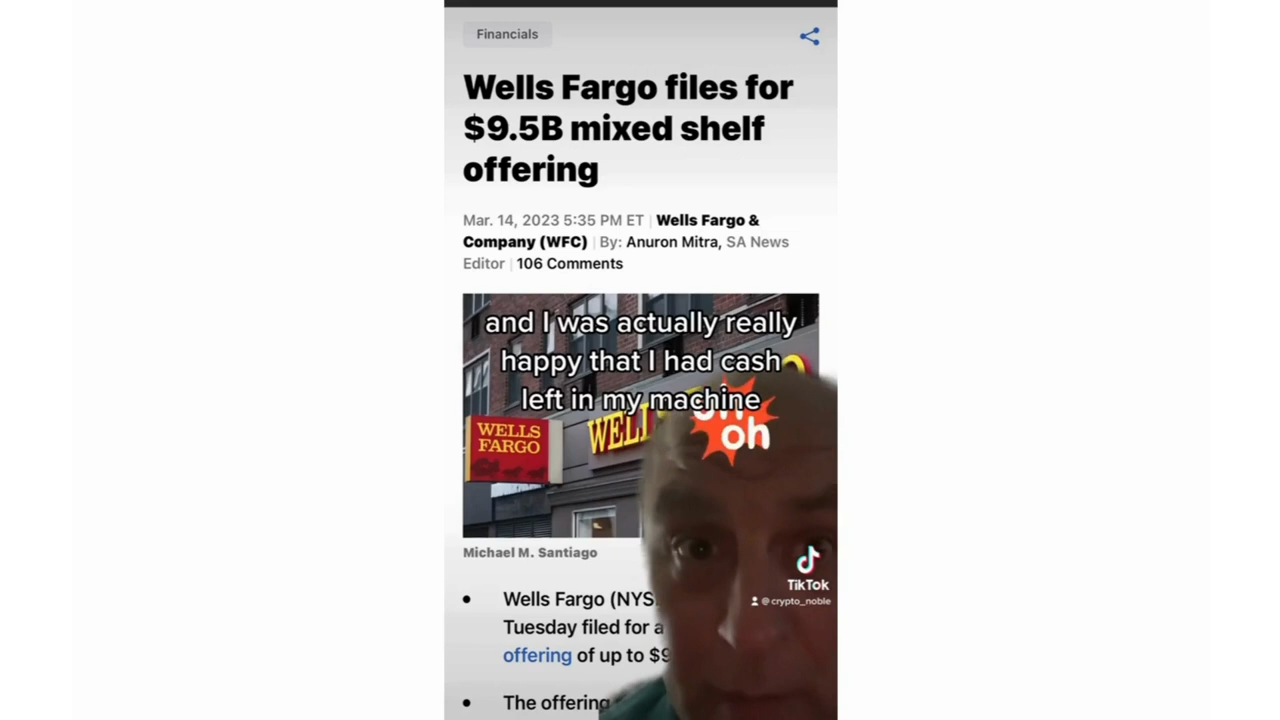 Financials
Wells Fargo files for
$9.5B mixed shelf
offering
Mar. 14, 2023 5:35 PM ET | Wells Fargo &
Company (WFC) | By: Anuron Mitra, SA News
Editor | 106 Comments
and I was actually really
happy that I had cash
left in my machine
oh
WELLS
FARGO
Michael M. Santiago
TikTok
@crypto_noble
• Wells Fargo (NYS
Tuesday filed for a
offering of up to $9
• The offering